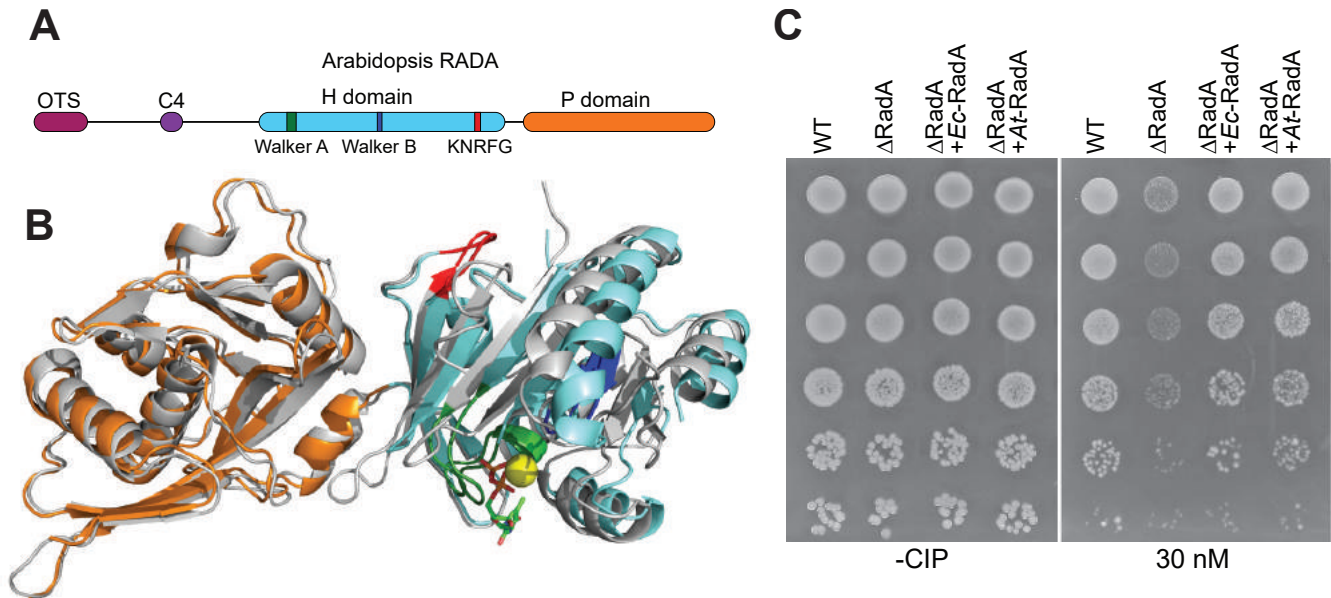 A
Arabidopsis RADA
OTS
C4
H domain
P domain
Walker A
Walker B
KNRFG
B
C
WT
ΔRadA
ΔRadA
+Ec-RadA
ΔRadA
+At-RadA
WT
ΔRadA
ΔRadA
+Ec-RadA
ΔRadA
+At-RadA
-CIP
30 nM